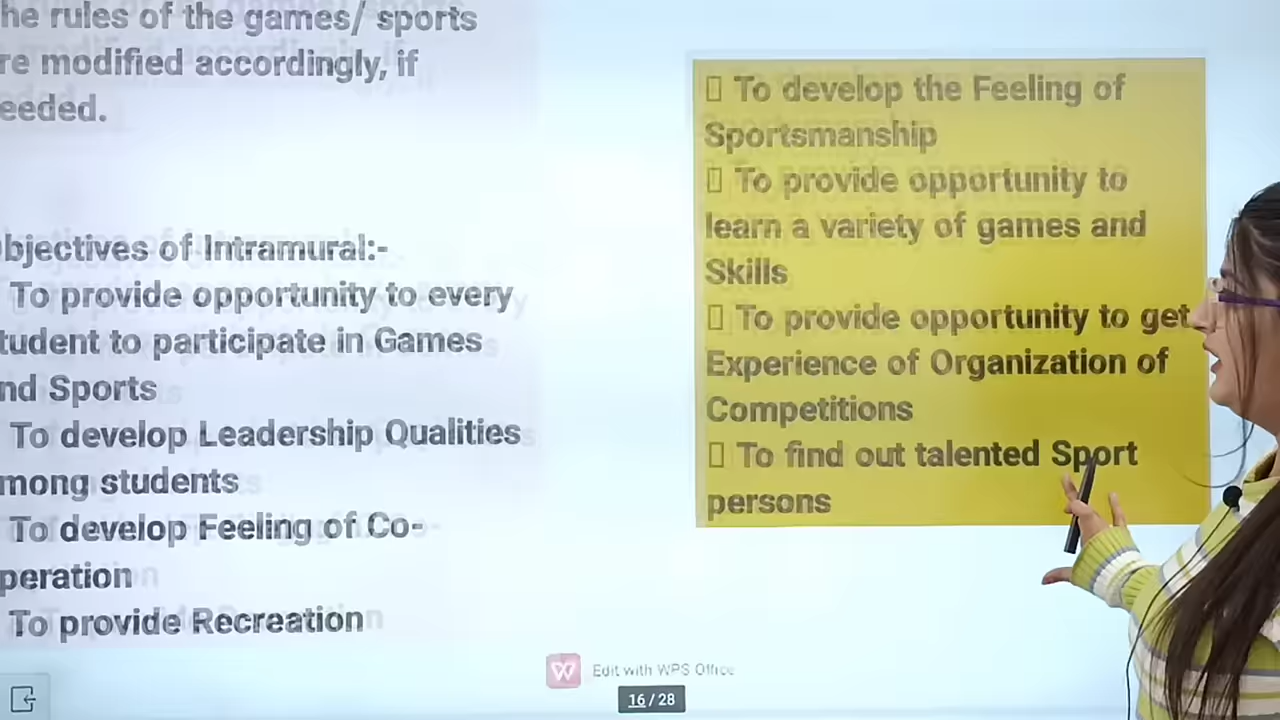 he rules of the games/ sports
re modified accordingly, if
eeded.
bjectives of Intramural:-
To provide opportunity to every
tudent to participate in Games
nd Sports
To develop Leadership Qualities
mong students
To develop Feeling of Co-
peration
To provide Recreation
To develop the Feeling of
Sportsmanship
To provide opportunity to
learn a variety of games and
Skills
To provide opportunity to get
Experience of Organization of
Competitions
To find out talented Sport
persons
Edit with WPS Office
16 / 28